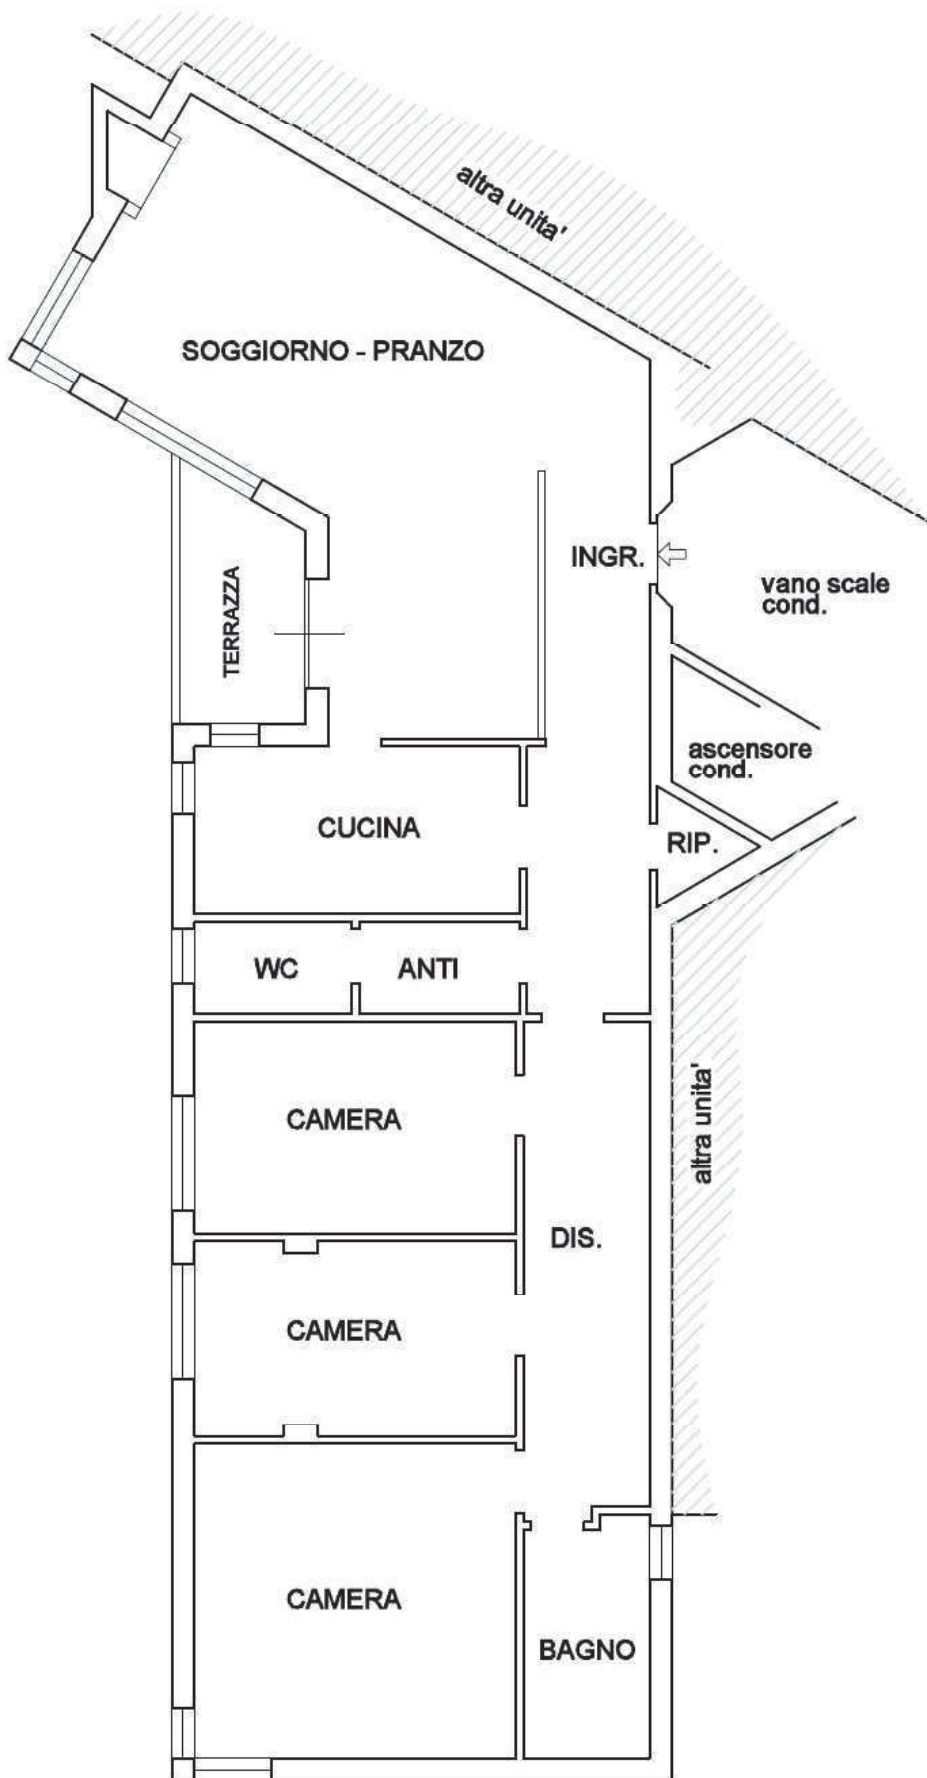 altra unita'
SOGGIORNO - PRANZO
INGR.
vano scale
cond.
TERRAZZA
ascensore
cond.
CUCINA
RIP.
WC
ANTI
CAMERA
altra unita'
DIS.
CAMERA
CAMERA
BAGNO